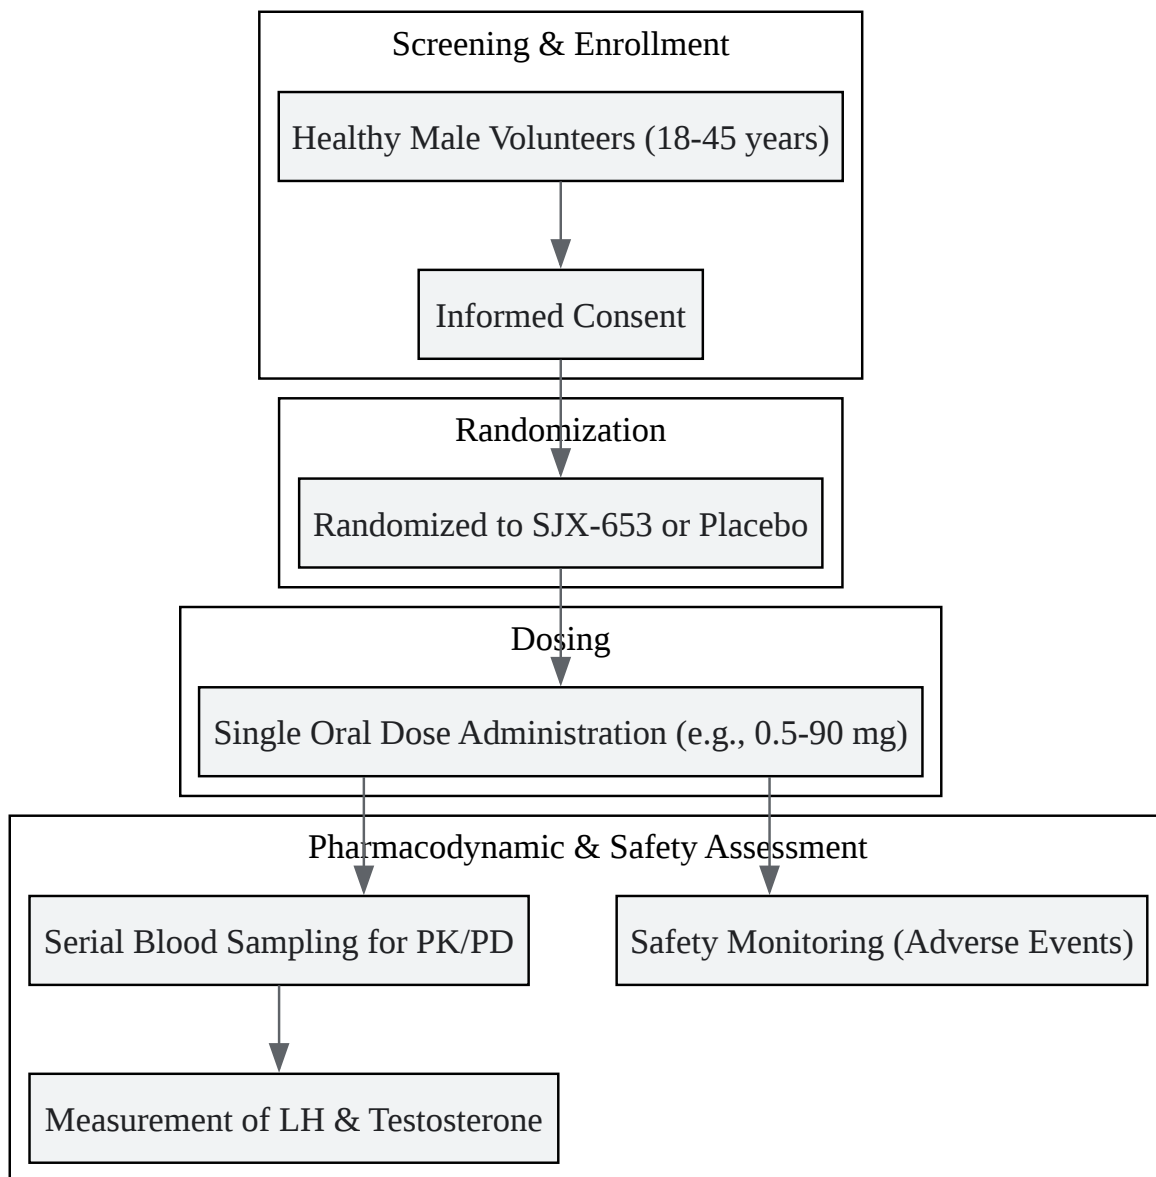 Screening & Enrollment
Healthy Male Volunteers (18-45 years)
Informed Consent
Randomization
Randomized to SJX-653 or Placebo
Dosing
Single Oral Dose Administration (e.g., 0.5-90 mg)
Pharmacodynamic & Safety Assessment
Serial Blood Sampling for PK/PD
Safety Monitoring (Adverse Events)
Measurement of LH & Testosterone